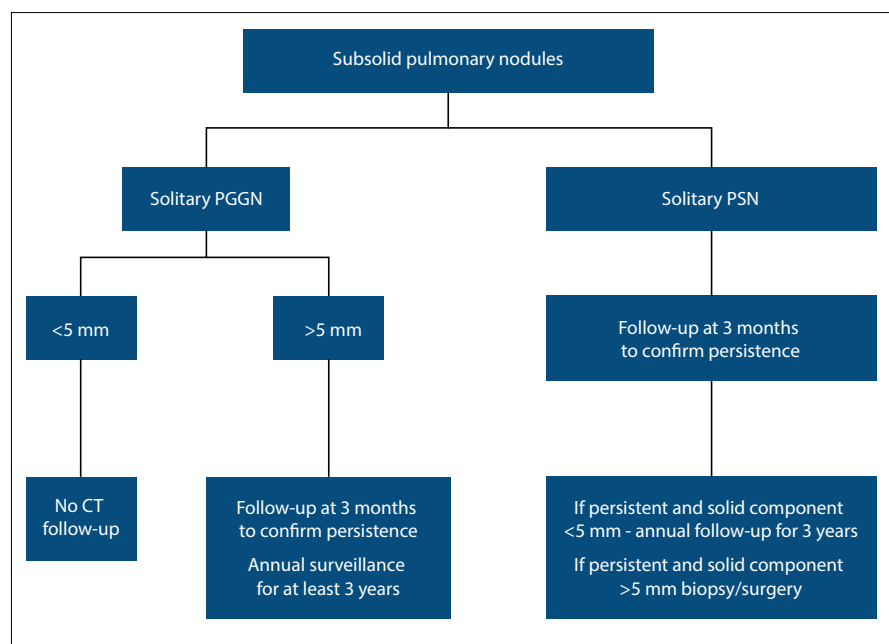 Subsolid pulmonary nodules
Solitary PGGN
Solitary PSN
<5 mm
>5 mm
Follow-up at 3 months
to confirm persistence
No CT
follow-up
Follow-up at 3 months
to confirm persistence
Annual surveillance
for at least 3 years
If persistent and solid component
<5 mm - annual follow-up for 3 years
If persistent and solid component
>5 mm biopsy/surgery